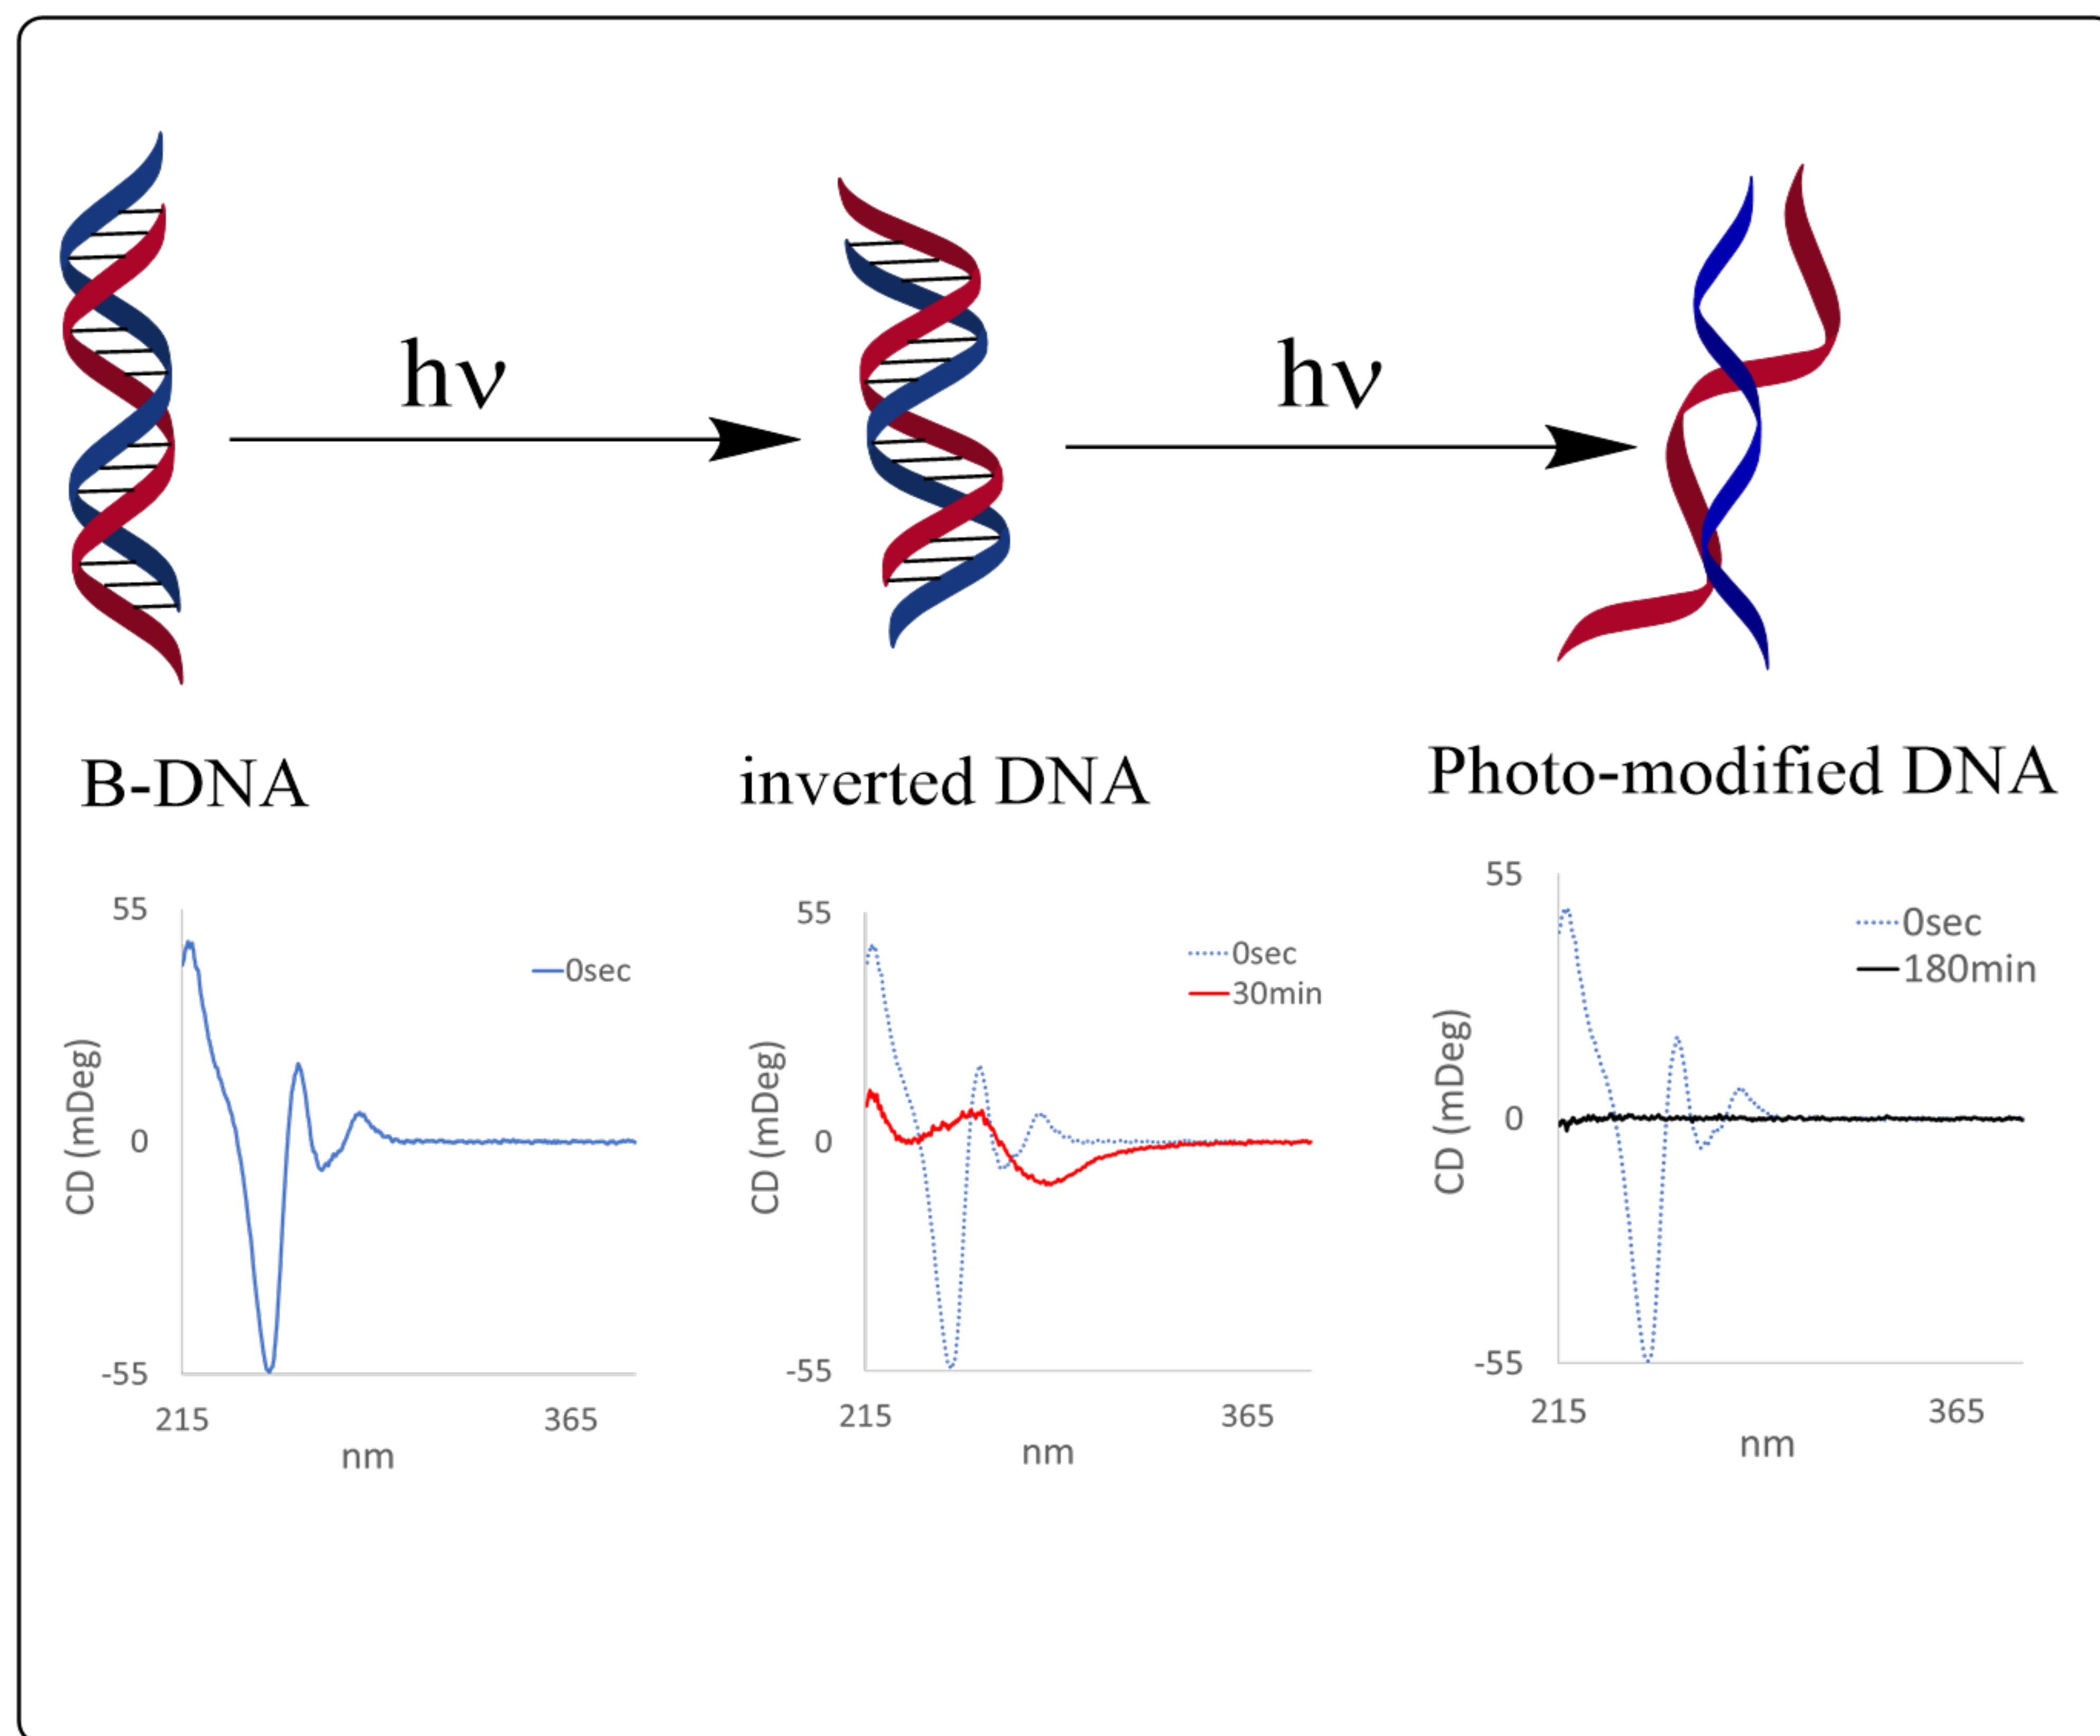 hν
hν
B-DNA
inverted DNA
Photo-modified DNA
55
0sec
CD (mDeg)
0
-55
215
365
nm
55
0sec
30min
CD (mDeg)
0
-55
215
365
nm
55
0sec
180min
CD (mDeg)
0
-55
215
365
nm